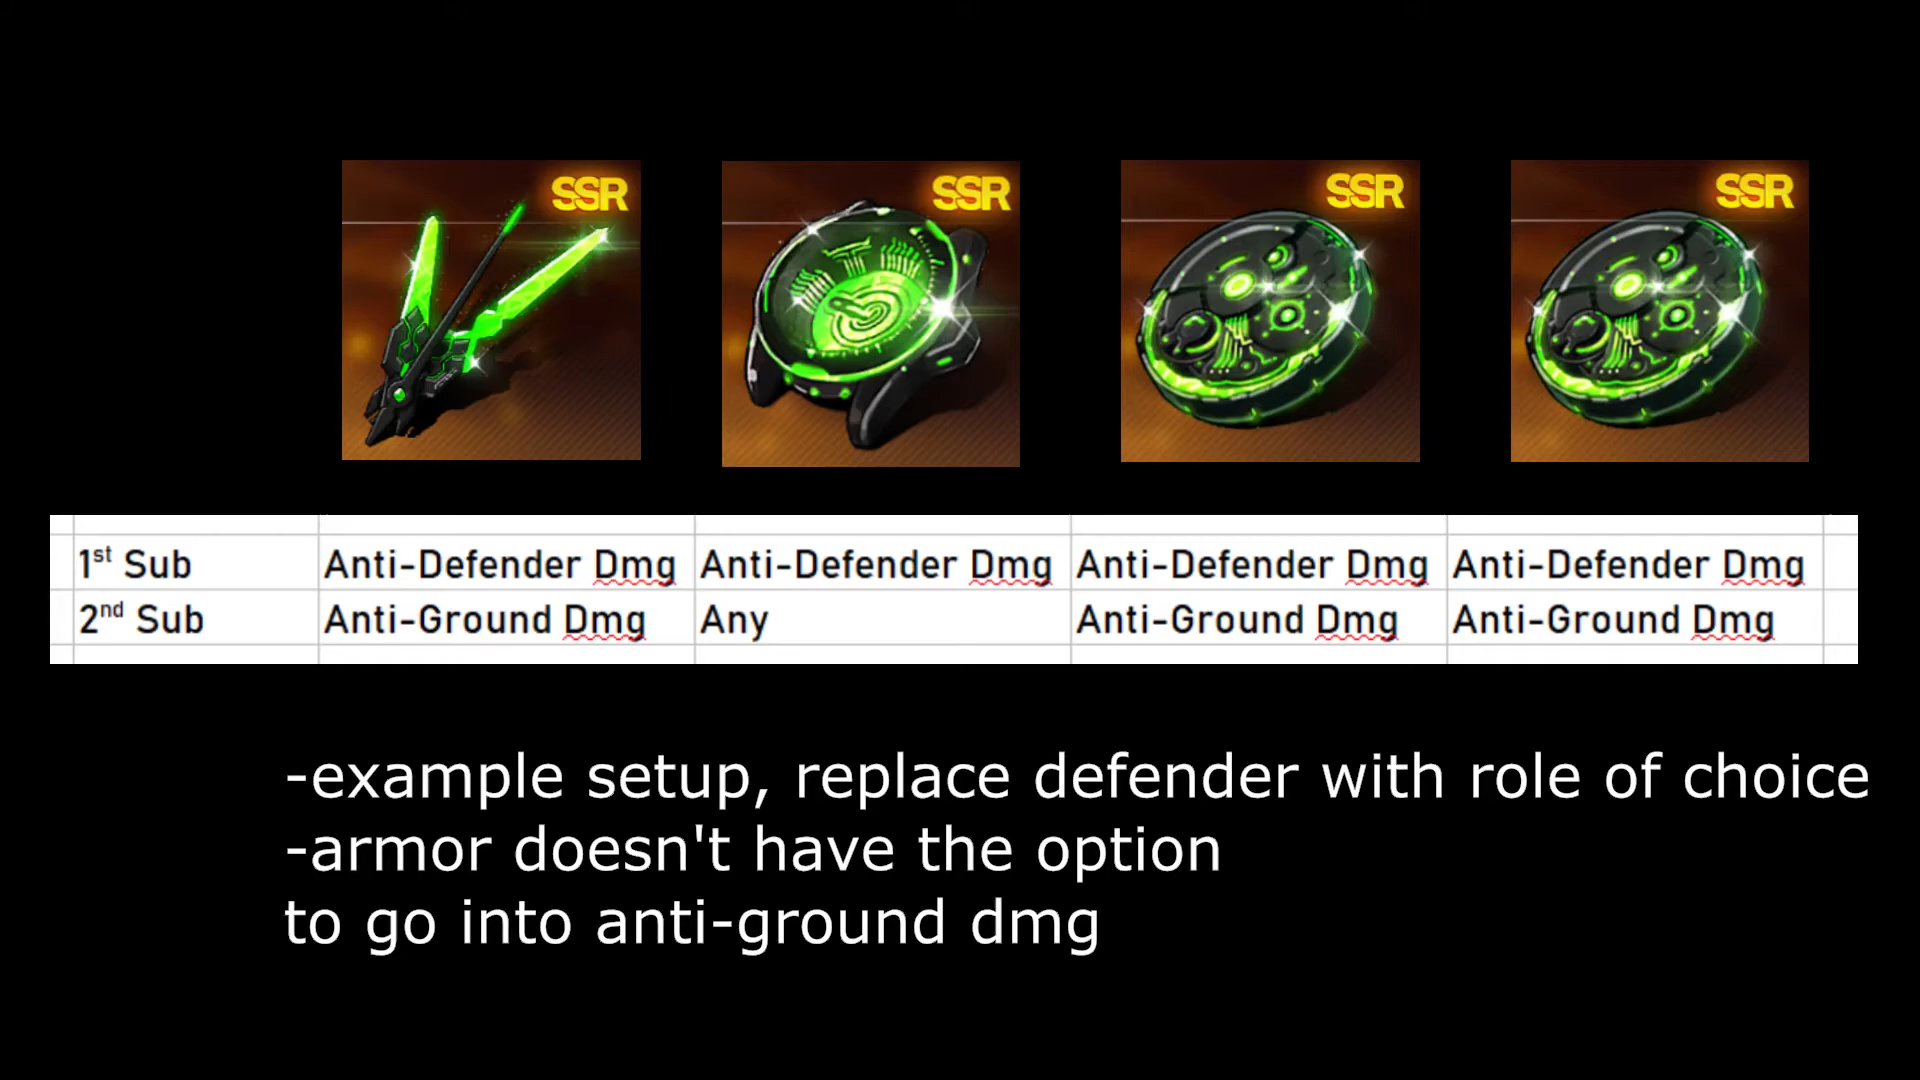 SSR SSR SSR SSR
1st Sub Anti-Defender Dmg Anti-Defender Dmg Anti-Defender Dmg Anti-Defender Dmg
2nd Sub Anti-Ground Dmg Any Anti-Ground Dmg Anti-Ground Dmg
-example setup, replace defender with role of choice
-armor doesn't have the option
to go into anti-ground dmg